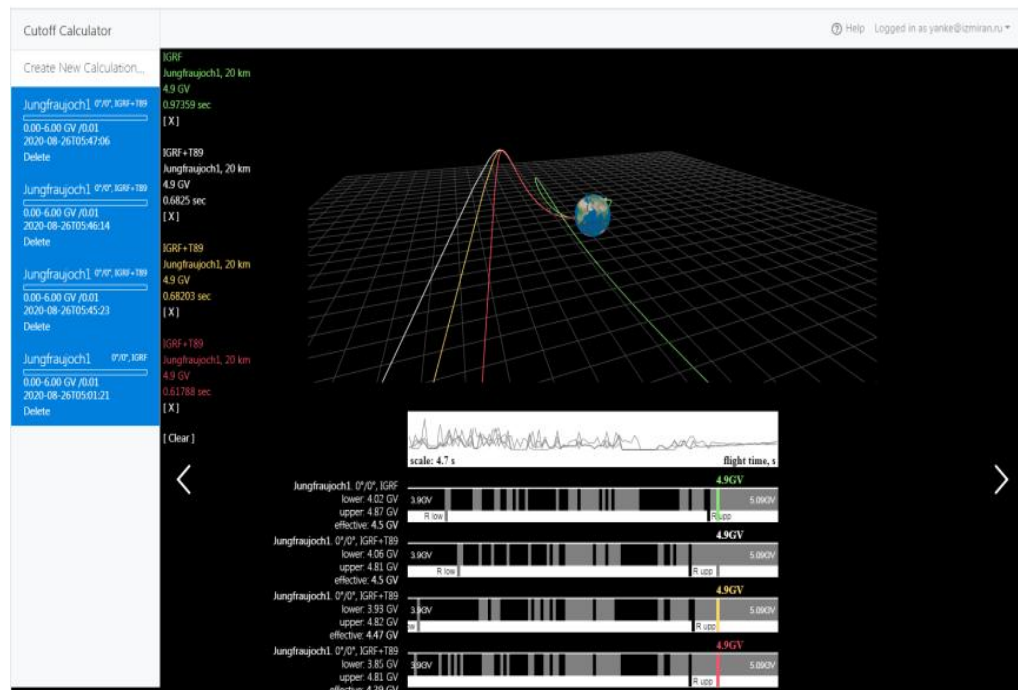 Cutoff Calculator
Help Logged in as yanke@izmiran.ru
Create New Calculation...
Jungfraujoch1 0°/0°, IGRF+T89
0.00-6.00 GV /0.01
2020-08-26T05:47:06
Delete
Jungfraujoch1 0°/0°, IGRF+T89
0.00-6.00 GV /0.01
2020-08-26T05:46:14
Delete
Jungfraujoch1 0°/0°, IGRF+T89
0.00-6.00 GV /0.01
2020-08-26T05:45:23
Delete
Jungfraujoch1 0°/0°, IGRF
0.00-6.00 GV /0.01
2020-08-26T05:01:21
Delete
IGRF
Jungfraujoch1, 20 km
4.9 GV
0.97359 sec
[ X ]
IGRF+T89
Jungfraujoch1, 20 km
4.9 GV
0.6825 sec
[ X ]
IGRF+T89
Jungfraujoch1, 20 km
4.9 GV
0.68203 sec
[ X ]
IGRF+T89
Jungfraujoch1, 20 km
4.9 GV
0.61788 sec
[ X ]
[ Clear ]
scale: 4.7 s flight time, s
4.9GV
Jungfraujoch1. 0°/0°, IGRF
lower: 4.02 GV
upper: 4.87 GV
effective: 4.5 GV
3.9GV 5.09GV
R low R upp
4.9GV
Jungfraujoch1. 0°/0°, IGRF+T89
lower: 4.06 GV
upper: 4.81 GV
effective: 4.5 GV
3.9GV 5.09GV
R low R upp
4.9GV
Jungfraujoch1. 0°/0°, IGRF+T89
lower: 3.93 GV
upper: 4.82 GV
effective: 4.47 GV
3.9GV 5.09GV
R upp
4.9GV
Jungfraujoch1. 0°/0°, IGRF+T89
lower: 3.85 GV
upper: 4.81 GV
effective: 4.39 GV
3.9GV 5.09GV
R upp